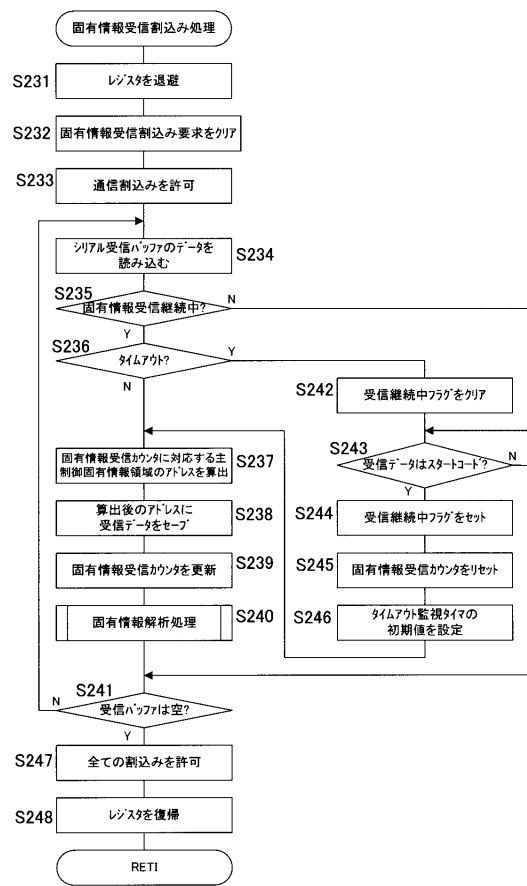 固有情報受信割込み処理
S231
レジスタを退避
S232
固有情報受信割込み要求をクリア
S233
通信割込みを許可
シリアル受信バッファのデータを
読み込む
S234
S235
固有情報受信継続中?
N
Y
S236
タイムアウト?
Y
N
S242
受信継続中フラグをクリア
S243
受信データはスタートコード?
N
Y
固有情報受信カウンタに対応する主
制御固有情報領域のアドレスを算出
S237
算出後のアドレスに
受信データをセーブ
S238
S244
受信継続中フラグをセット
固有情報受信カウンタを更新
S239
S245
固有情報受信カウンタをリセット
固有情報解析処理
S240
S246
タイムアウト監視タイマの
初期値を設定
S241
受信バッファは空?
N
Y
S247
全ての割込みを許可
S248
レジスタを復帰
RETI